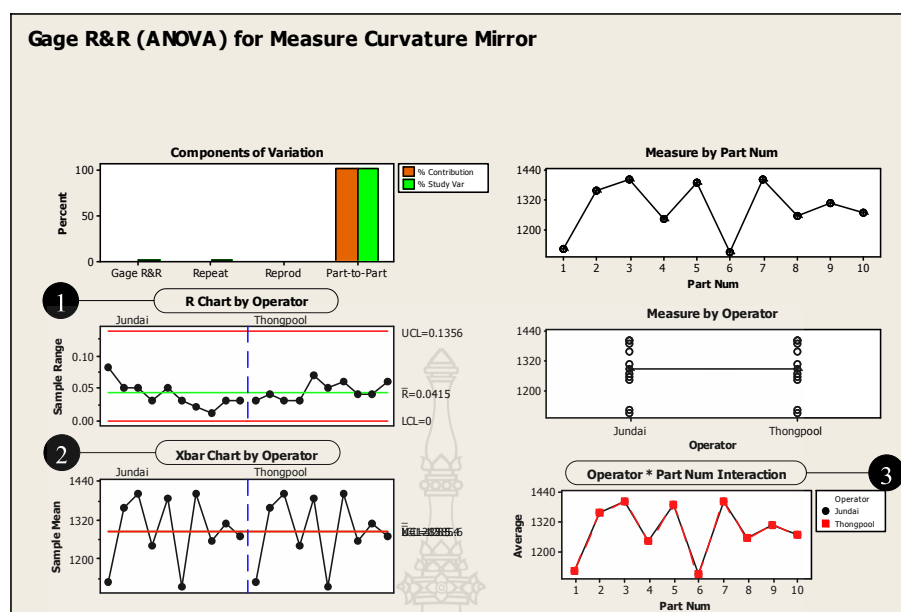 Gage R&R (ANOVA) for Measure Curvature Mirror
Components of Variation
Percent
100
50
0
Gage R&R Repeat Reprod Part-to-Part
% Contribution
% Study Var
Measure by Part Num
1440
1320
1200
1 2 3 4 5 6 7 8 9 10
Part Num
1
R Chart by Operator
Jundai Thongpool
Sample Range
0.10
0.05
0.00
UCL=0.1356
R=0.0415
LCL=0
Measure by Operator
1440
1320
1200
Jundai Thongpool
Operator
2
Xbar Chart by Operator
Jundai Thongpool
Sample Mean
1440
1320
1200
Operator * Part Num Interaction
3
Average
1440
1320
1200
1 2 3 4 5 6 7 8 9 10
Part Num
Operator
Jundai
Thongpool